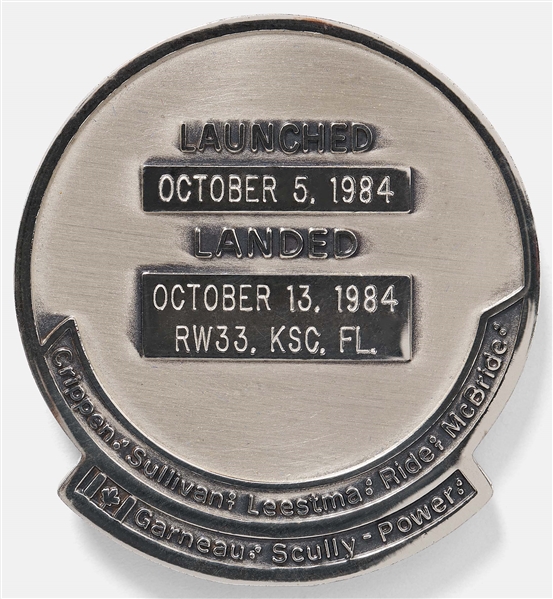 LAUNCHED
OCTOBER 5, 1984
LANDED
OCTOBER 13, 1984
RW33, KSC, FL.
Crippen Sullivan Leestma Ride McBride
Garneau Scully-Power